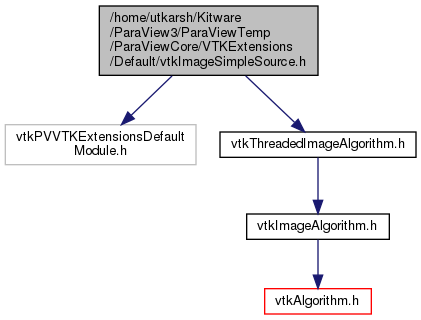 /home/utkarsh/Kitware
/ParaView3/ParaViewTemp
/ParaViewCore/VTKExtensions
/Default/vtkImageSimpleSource.h
vtkPVVTKExtensionsDefault
Module.h
vtkThreadedImageAlgorithm.h
vtkImageAlgorithm.h
vtkAlgorithm.h